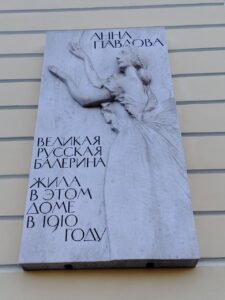 АННА
ПАВЛОВА
ВЕЛИКАЯ
РУССКАЯ
БАЛЕРИНА
ЖИЛА
В ЭТОМ
ДОМЕ
В 1910
ГОДУ